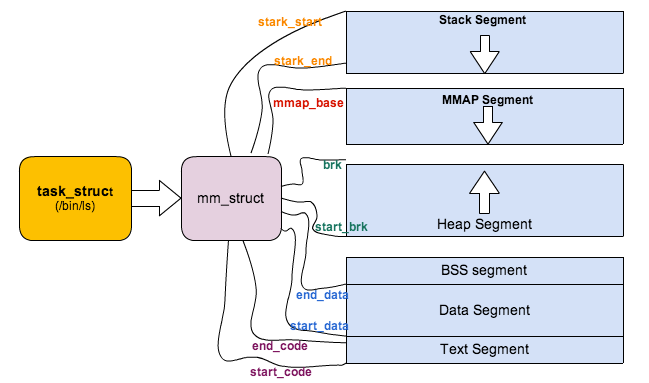 stark_start
Stack Segment
stark_end
mmap_base
MMAP Segment
brk
task_struct
(/bin/ls)
mm_struct
start_brk
Heap Segment
BSS segment
end_data
Data Segment
start_data
end_code
Text Segment
start_code